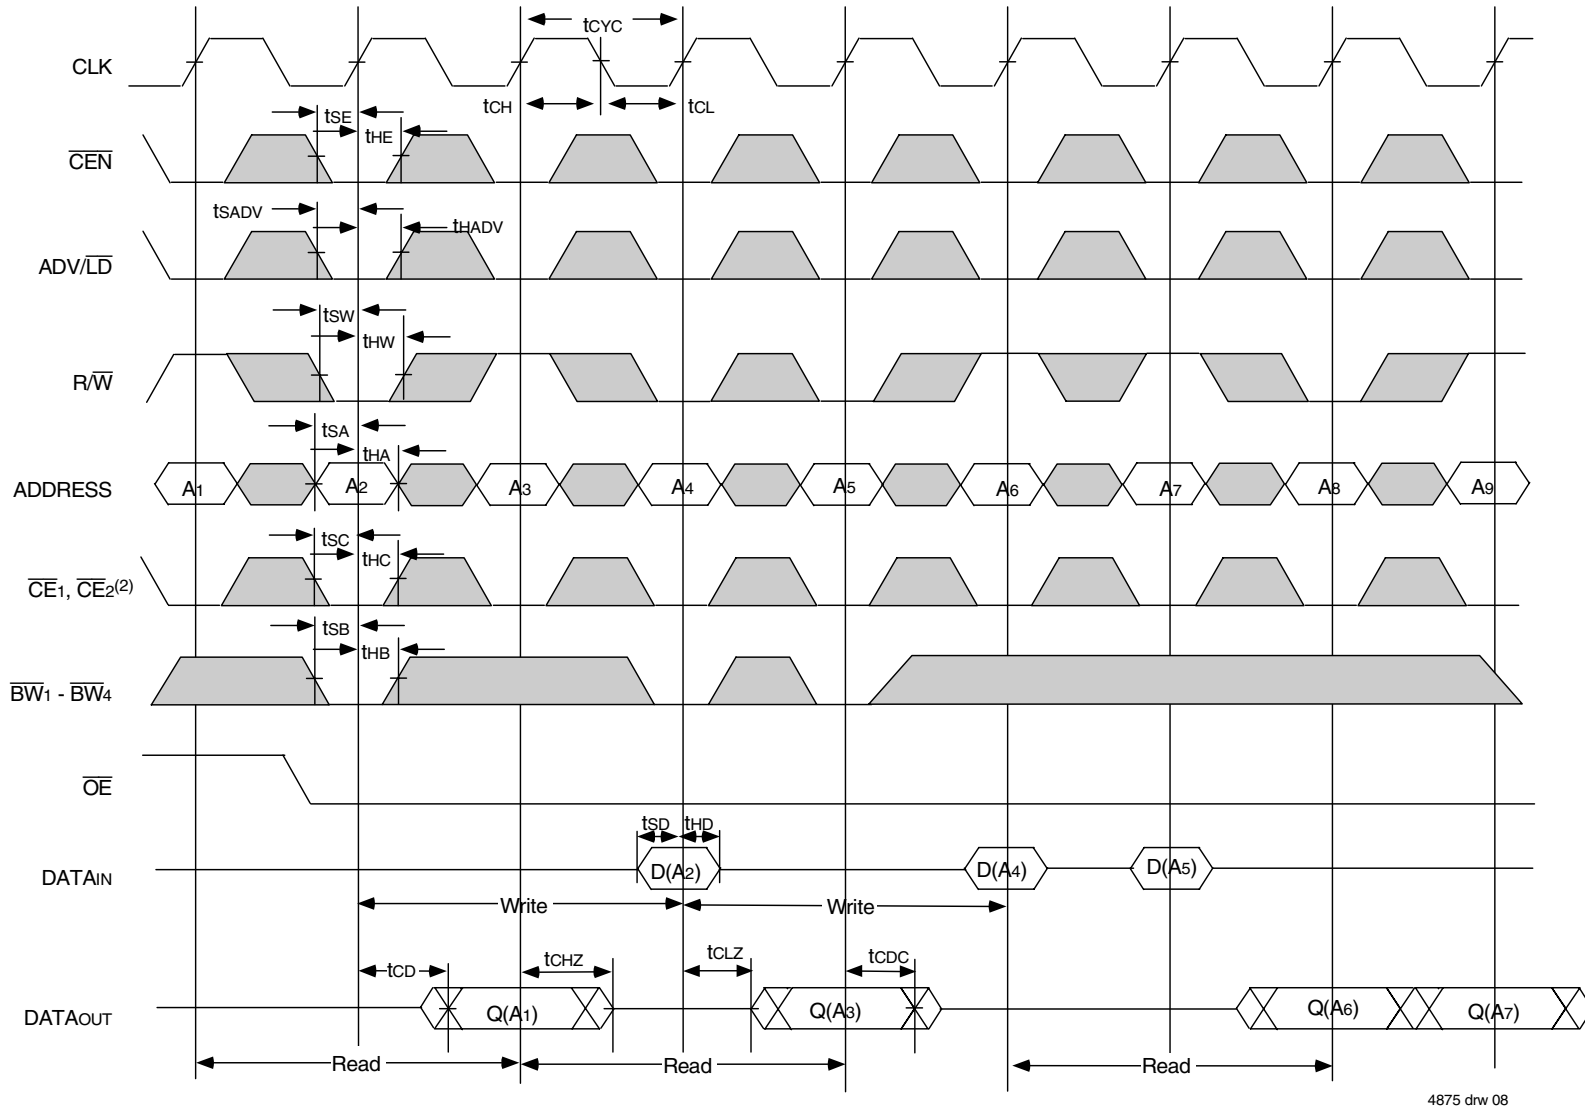 tCYC
CLK
tCH
tCL
tSE
tHE
CEN
tSADV
tHADV
ADV/LD
tSW
tHW
R/W
tSA
tHA
ADDRESS
A1 A2 A3 A4 A5 A6 A7 A8 A9
tSC
tHC
CE1, CE2(2)
tSB
tHB
BW1 - BW4
OE
tSD tHD
DATAIN
D(A2) D(A4) D(A5)
Write Write
tCD tCHZ tCLZ tCDC
DATAOUT
Q(A1) Q(A3) Q(A6) Q(A7)
Read Read Read
4875 drw 08